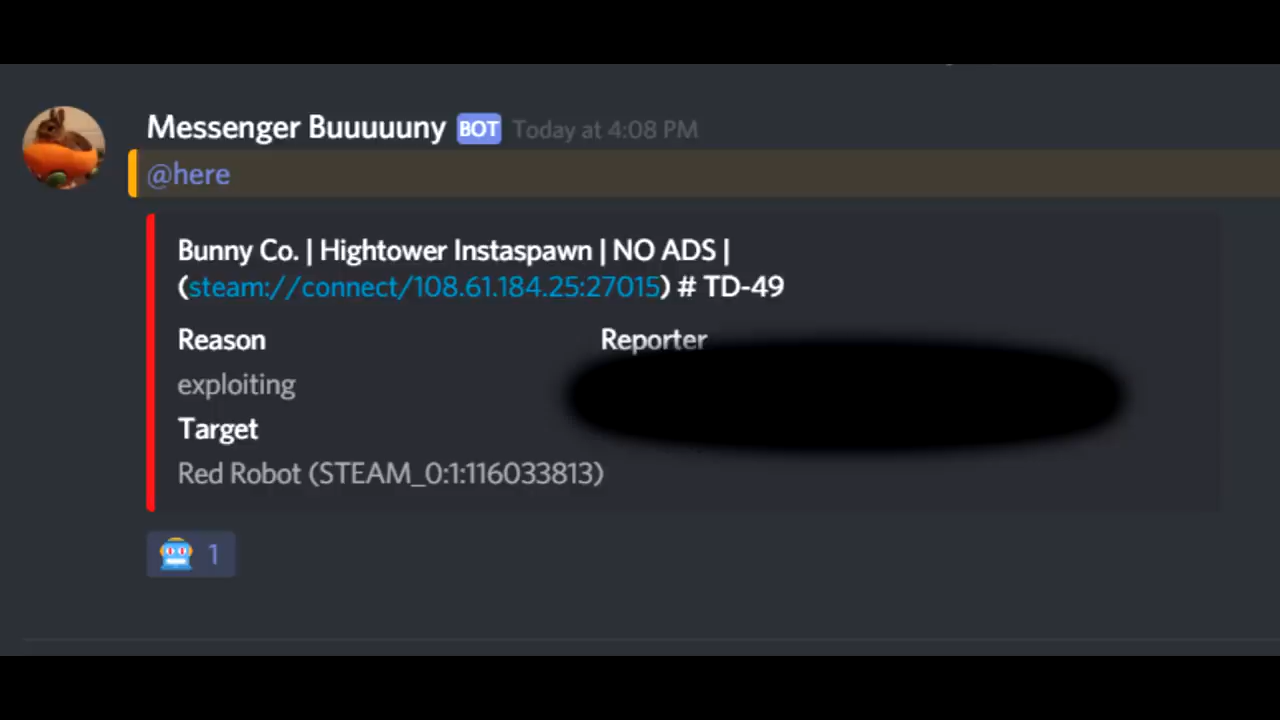 Messenger Buuuuuny BOT Today at 4:08 PM
@here
Bunny Co. | Hightower Instaspawn | NO ADS |
(steam://connect/108.61.184.25:27015) # TD-49
Reason Reporter
exploiting
Target
Red Robot (STEAM_0:1:116033813)
1